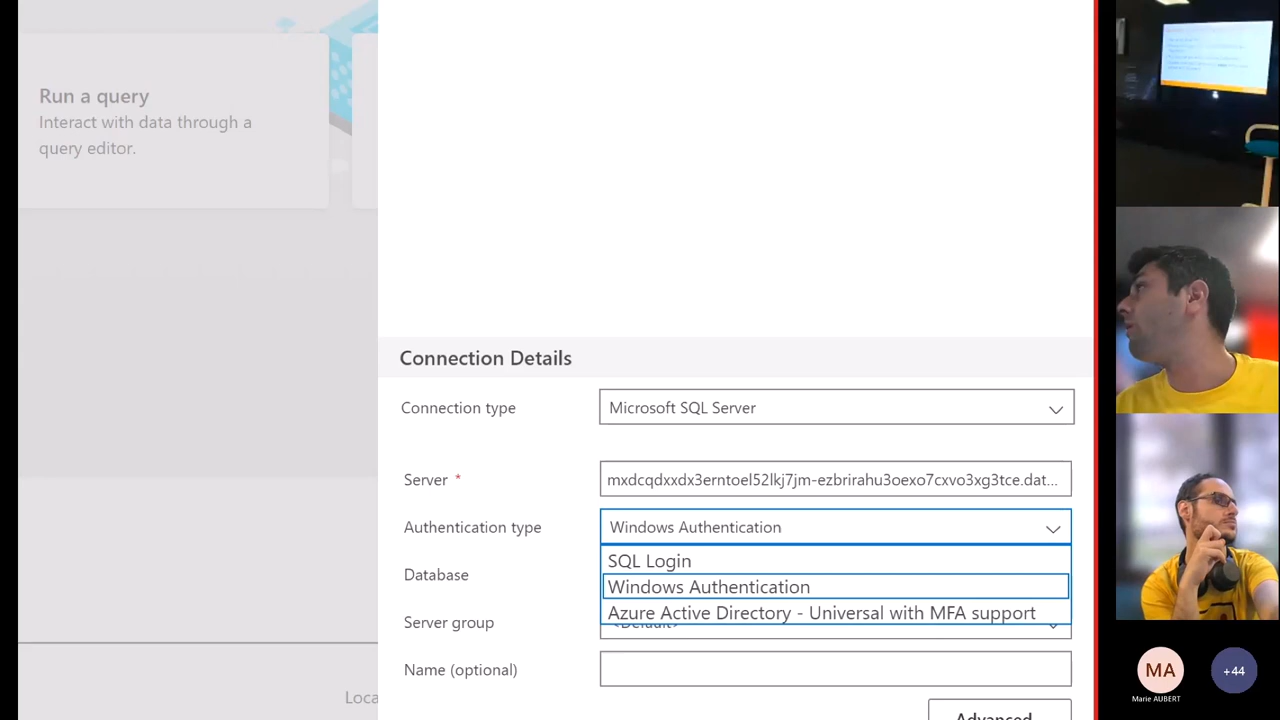 Run a query
Interact with data through a
query editor.
Connection Details
Connection type
Microsoft SQL Server
Server *
mxdcqdxxdx3erntoel52lkj7jm-ezbrirahu3oexo7cxvo3xg3tce.dat...
Authentication type
Windows Authentication
SQL Login
Windows Authentication
Azure Active Directory - Universal with MFA support
Database
Server group
<Default>
Name (optional)
Advanced
Loca
MA
Marie AUBERT
+44